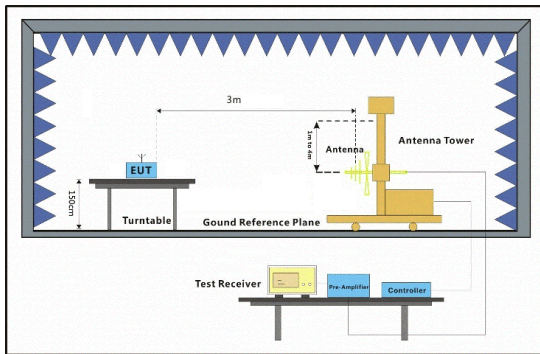 3m
1m to 4m
Antenna
Antenna Tower
EUT
150cm
Turntable
Gound Reference Plane
Test Receiver
Pre-Amplifier
Controller